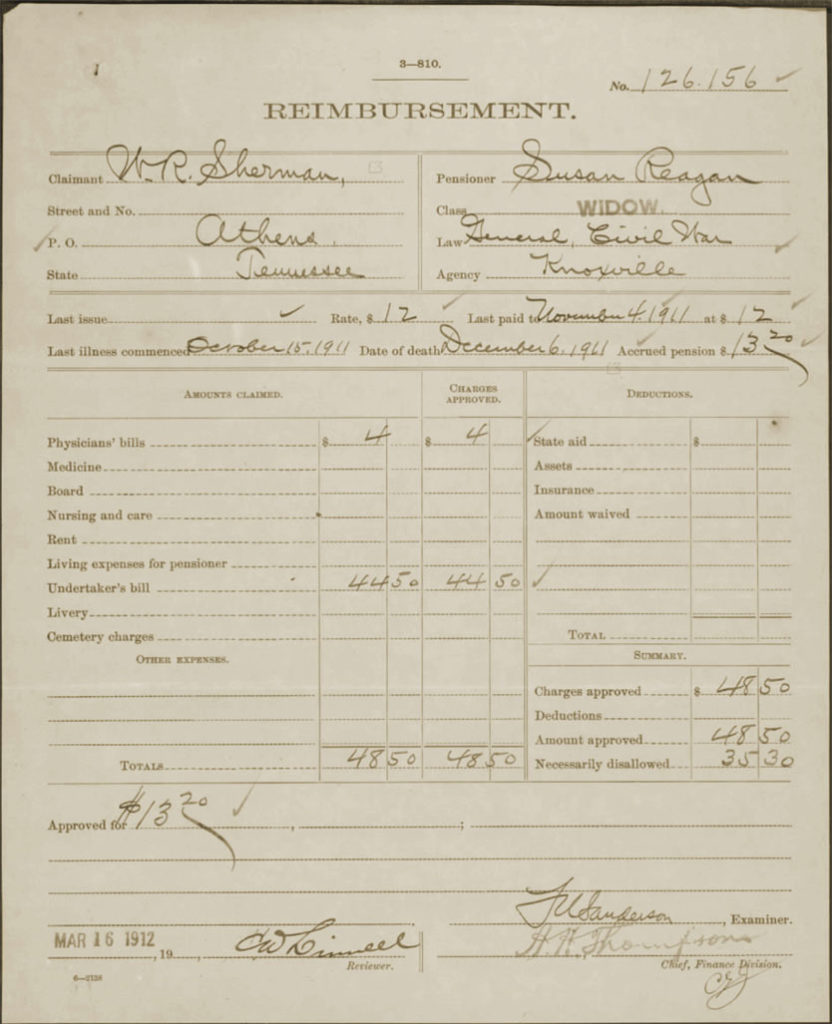 3—810.
No. 126.156
REIMBURSEMENT.
Claimant W. R. Sherman,
Street and No.
P. O. Athens.
State Tennessee
Pensioner Susan Reagan
Class WIDOW.
Law General, Civil War
Agency Knoxville
Last issue Rate, $ 12 Last paid to November 4, 1911 at $ 12
Last illness commenced October 15, 1911 Date of death December 6, 1911 Accrued pension $ 13 20
AMOUNTS CLAIMED. CHARGES APPROVED.
Physicians' bills $ 4 $ 4
Medicine
Board
Nursing and care
Rent
Living expenses for pensioner
Undertaker's bill 44 50 44 50
Livery
Cemetery charges
OTHER EXPENSES.
TOTALS 48 50 48 50
DEDUCTIONS.
State aid $
Assets
Insurance
Amount waived
TOTAL
SUMMARY.
Charges approved $ 48 50
Deductions
Amount approved 48 50
Necessarily disallowed 35 30
Approved for $13 20 , ;
Sanderson, Examiner.
MAR 16 1912 , 19
Reviewer.
A. H. Thompson
Chief, Finance Division.
6—2138